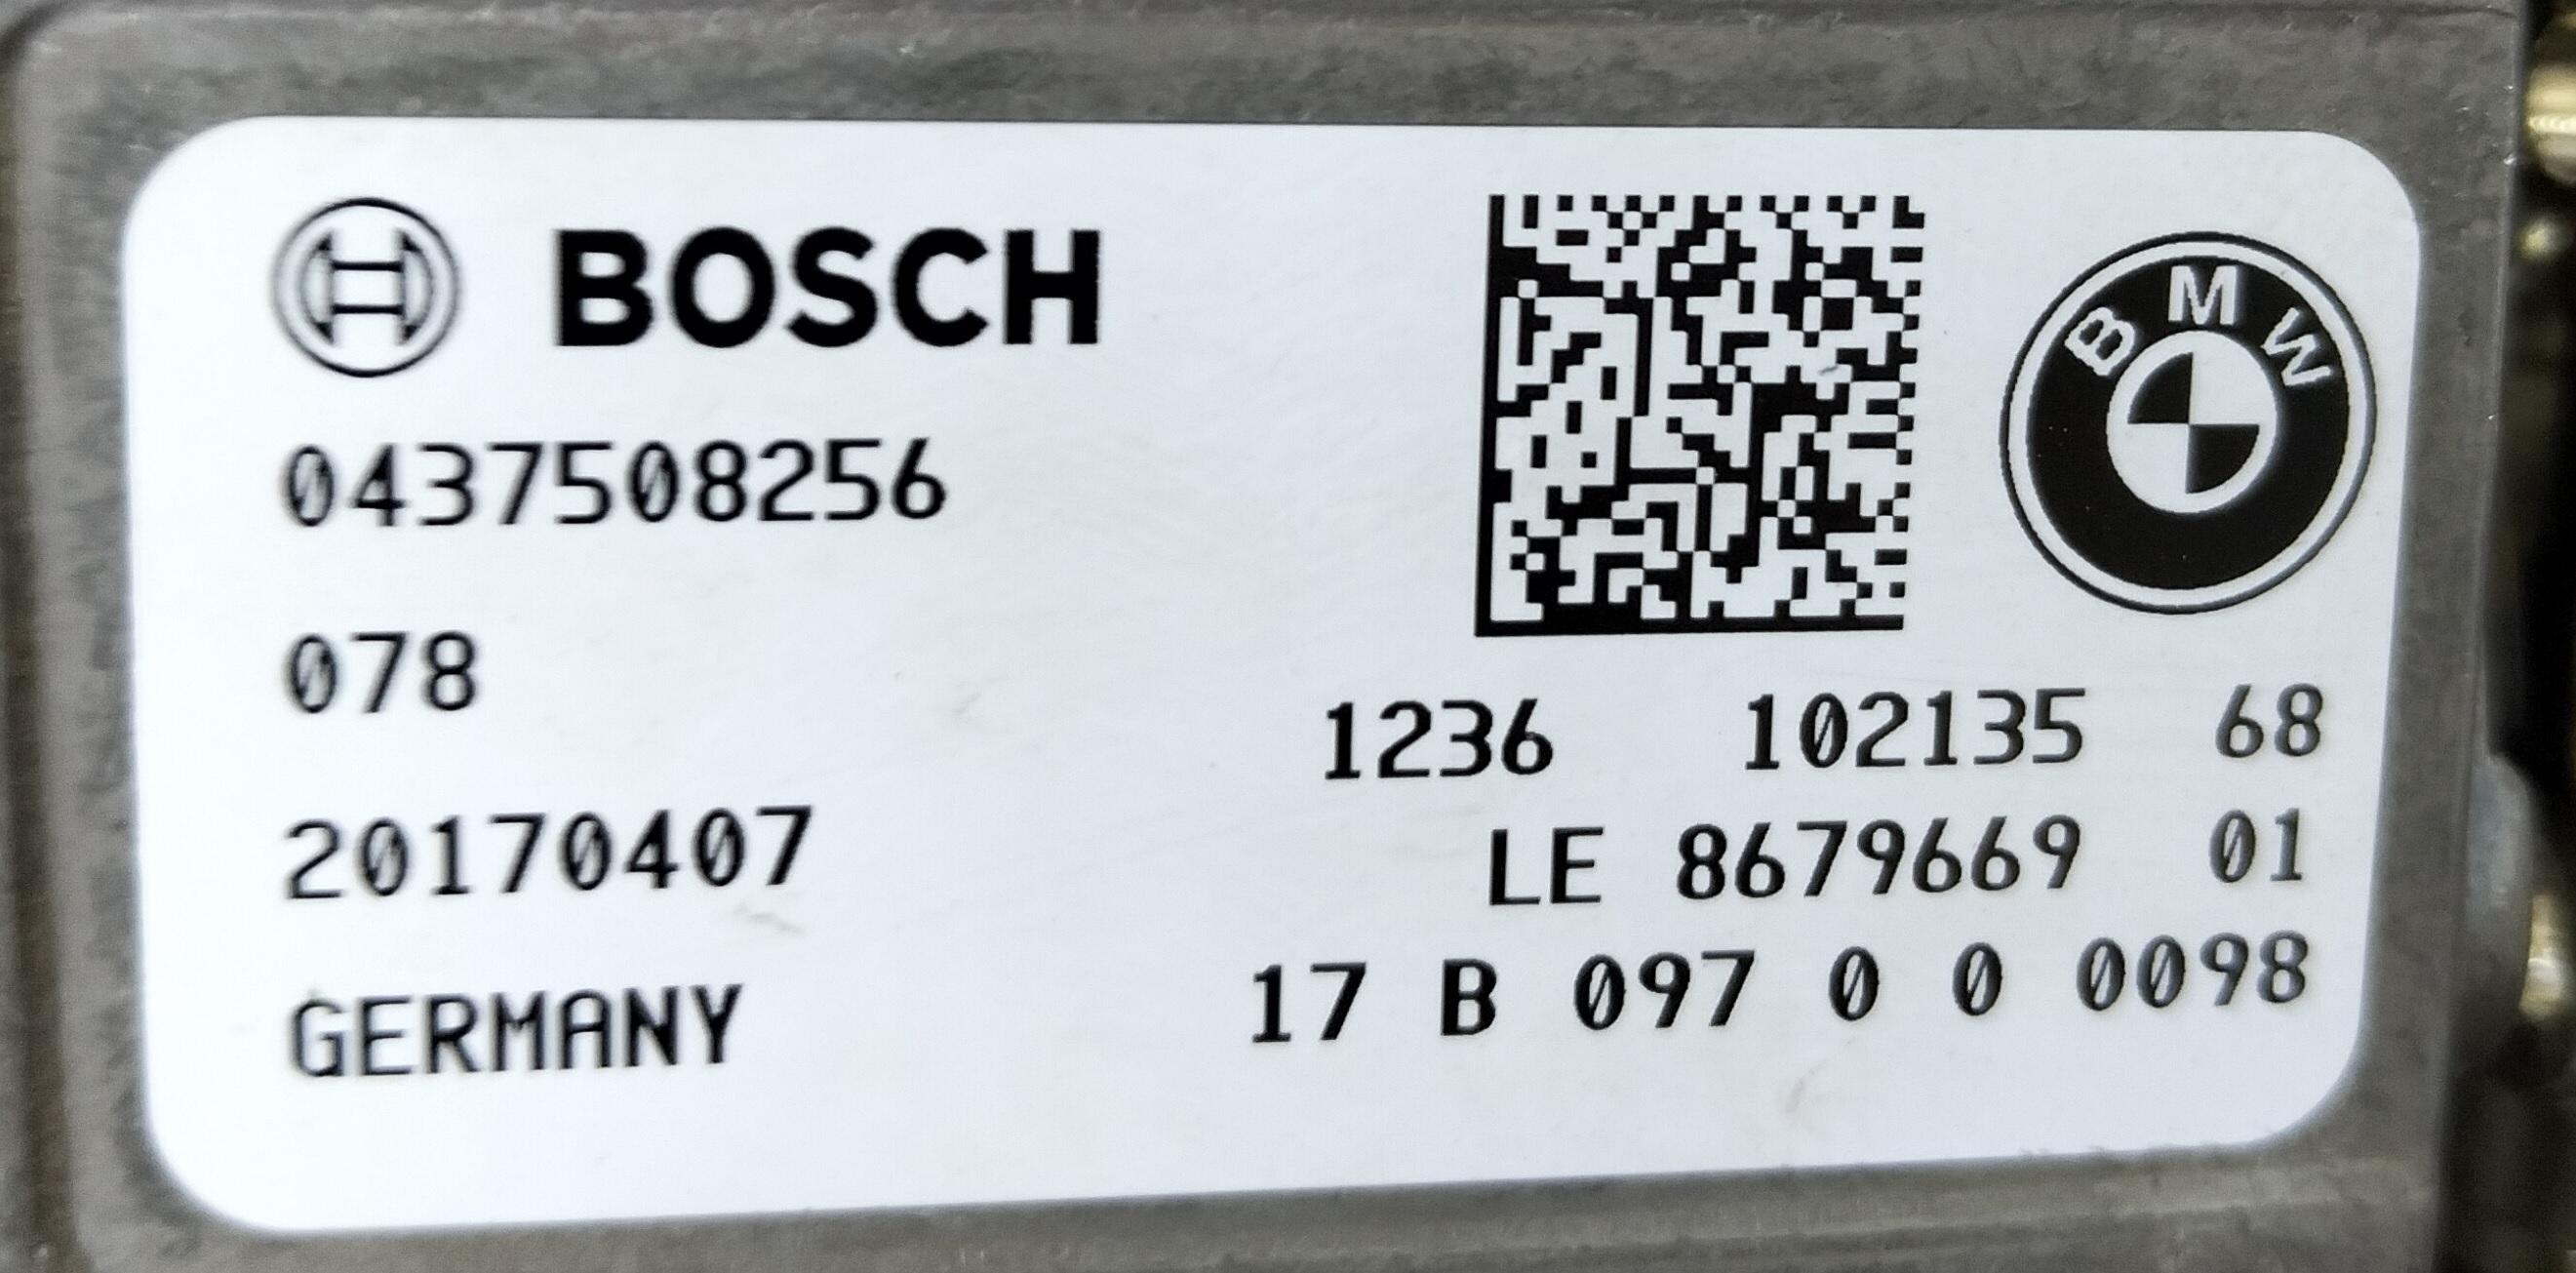 BOSCH
BMW
0437508256
078
1236 102135 68
20170407
LE 8679669 01
GERMANY
17 B 097 0 0 0098